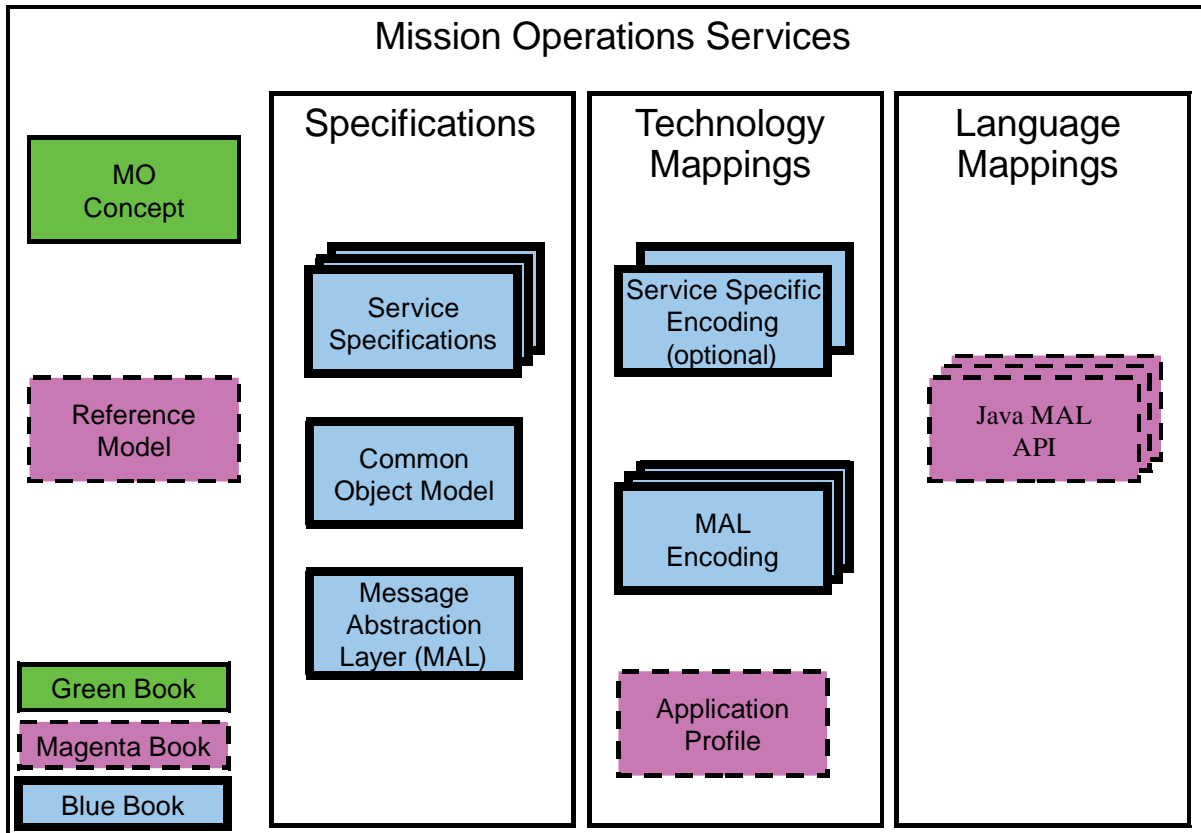 Mission Operations Services
MO
Concept
Reference
Model
Green Book
Magenta Book
Blue Book
Specifications
Service
Specifications
Common
Object Model
Message
Abstraction
Layer (MAL)
Technology
Mappings
Service Specific
Encoding
(optional)
MAL
Encoding
Application
Profile
Language
Mappings
Java MAL
API